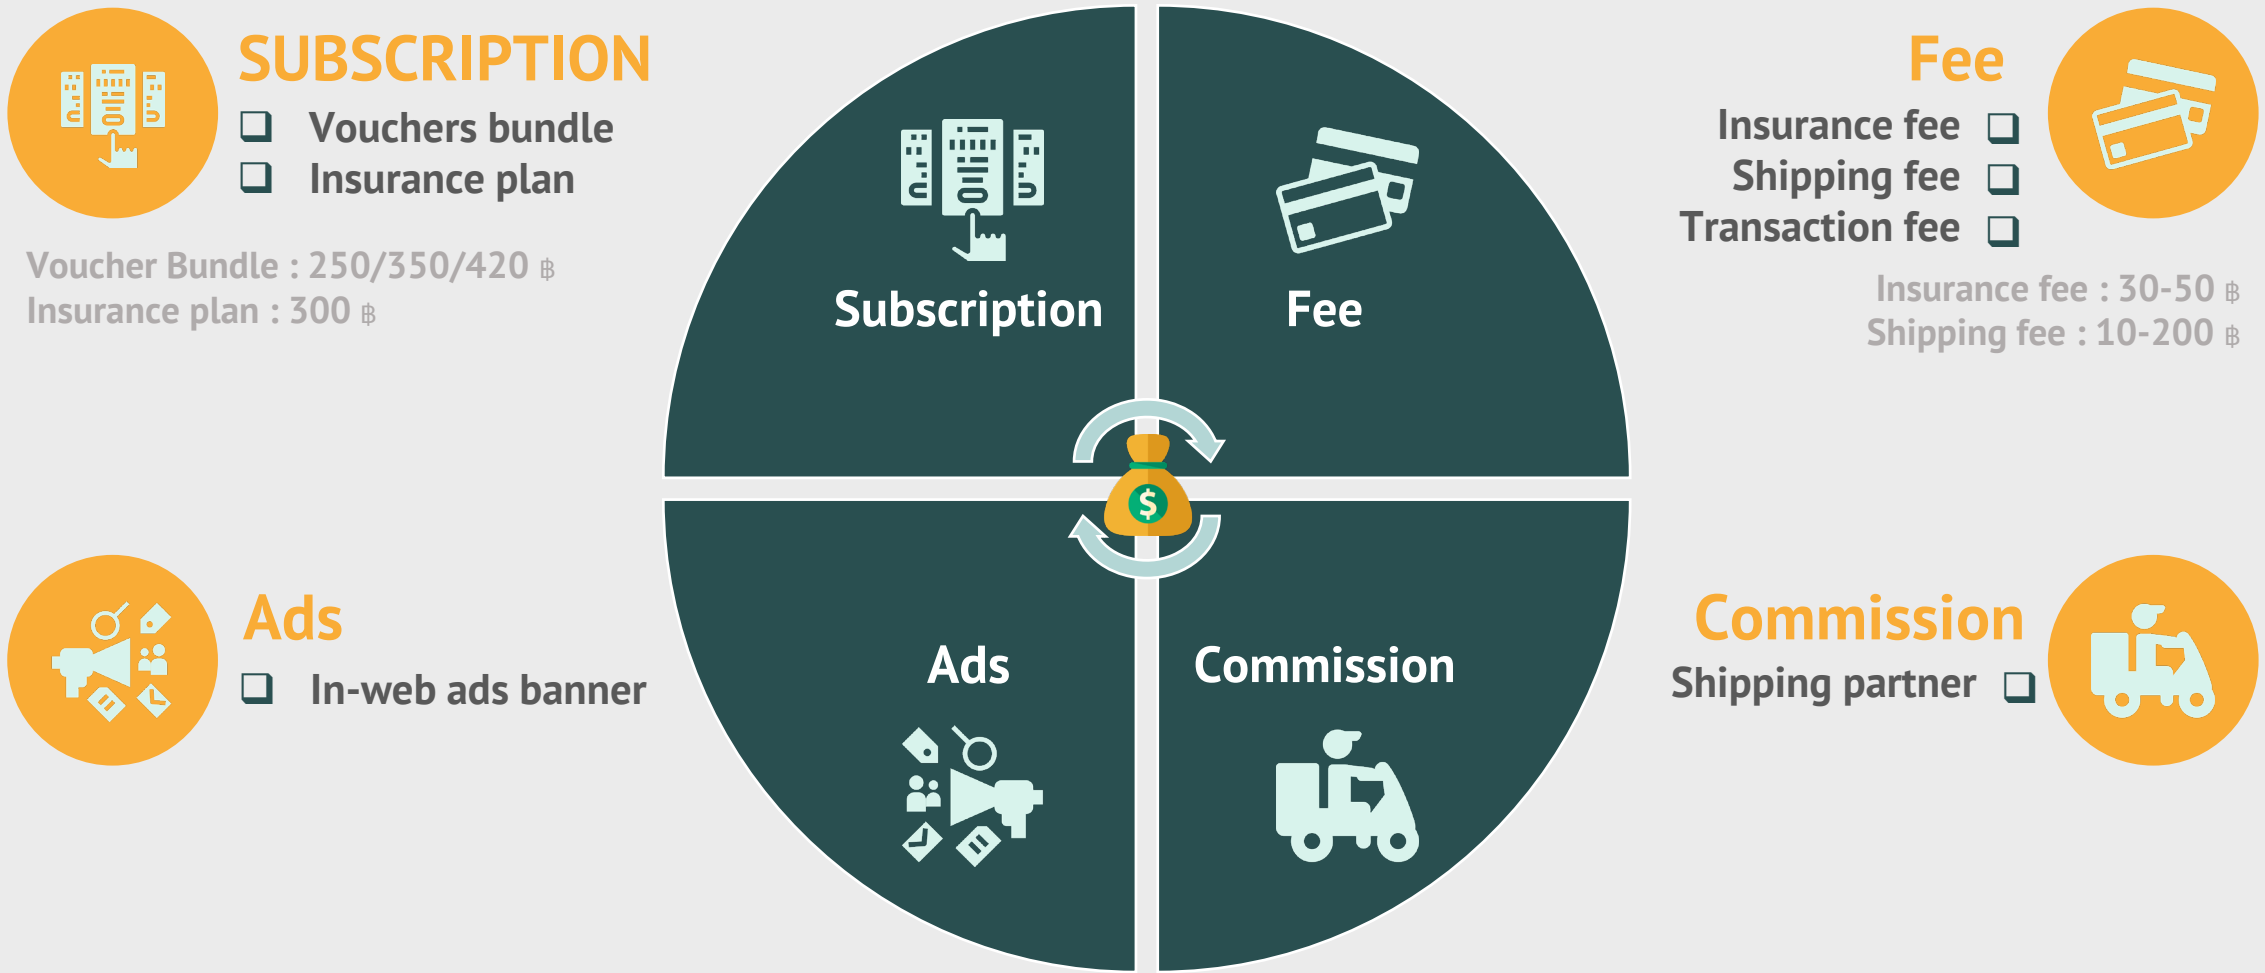 SUBSCRIPTION
❑ Vouchers bundle
❑ Insurance plan
Voucher Bundle : 250/350/420 ฿
Insurance plan : 300 ฿
Fee
Insurance fee ❑
Shipping fee ❑
Transaction fee ❑
Insurance fee : 30-50 ฿
Shipping fee : 10-200 ฿
Subscription
Fee
$
Ads
❑ In-web ads banner
Ads
Commission
Commission
Shipping partner ❑